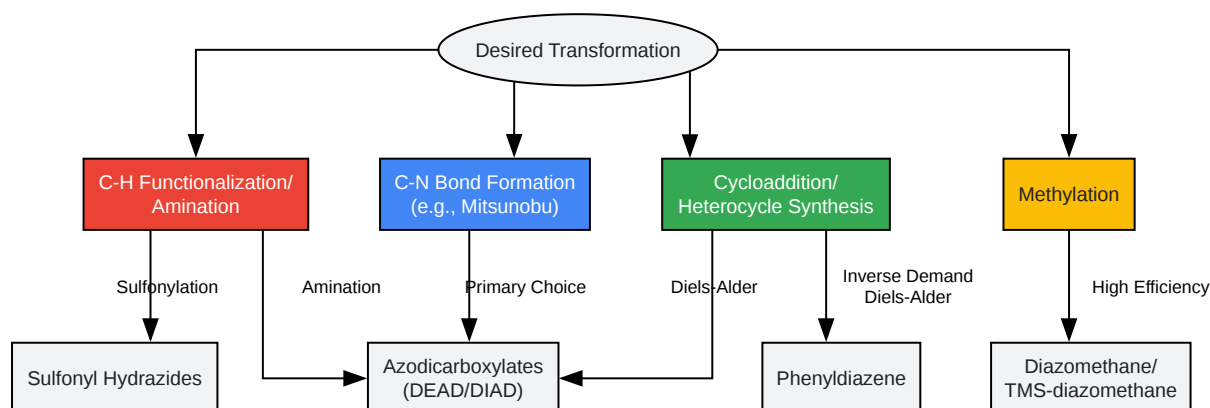 Desired Transformation
C-H Functionalization/
Amination
C-N Bond Formation
(e.g., Mitsunobu)
Cycloaddition/
Heterocycle Synthesis
Methylation
Sulfonylation
Amination
Primary Choice
Diels-Alder
Inverse Demand
Diels-Alder
High Efficiency
Sulfonyl Hydrazides
Azodicarboxylates
(DEAD/DIAD)
Phenyldiazene
Diazomethane/
TMS-diazomethane